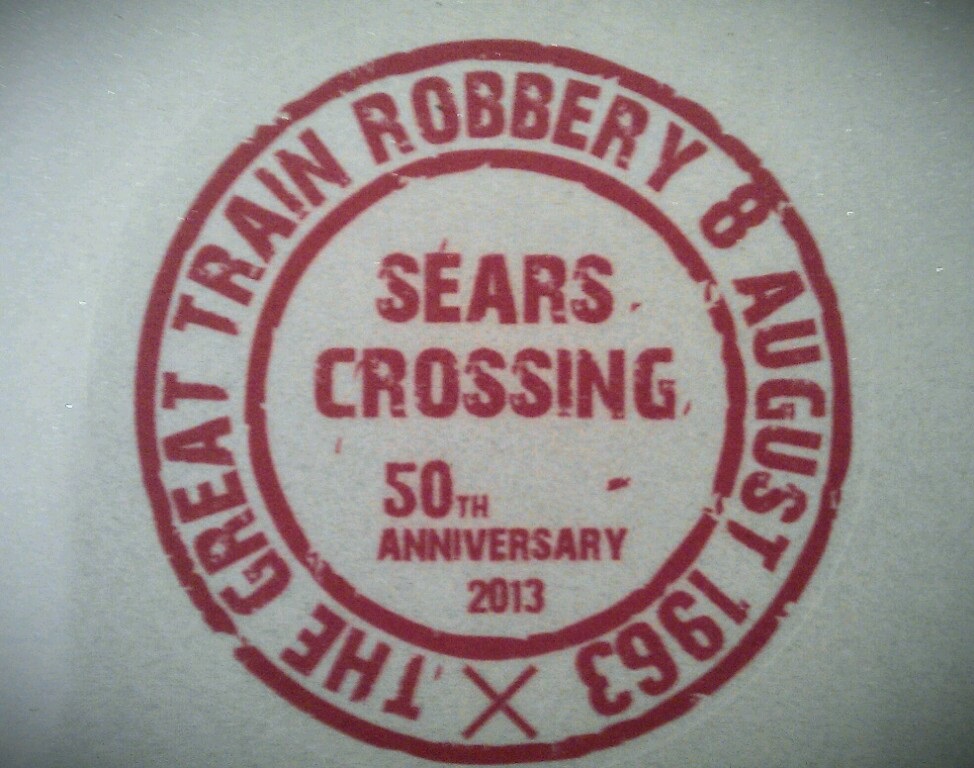 THE GREAT TRAIN ROBBERY 8 AUGUST 1963
SEARS
CROSSING
50TH
ANNIVERSARY
2013